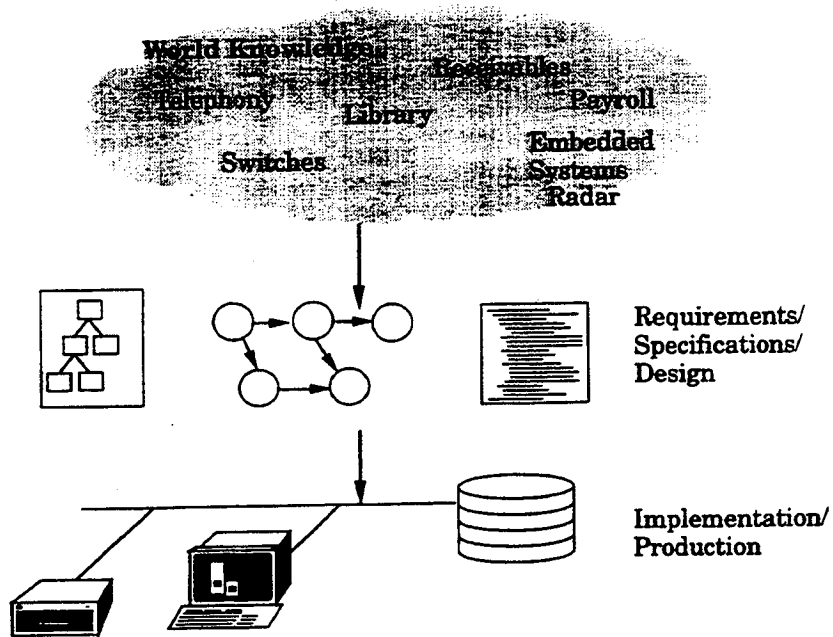 World Knowledge
Receivables
Telephony
Library
Payroll
Switches
Embedded
Systems
Radar
Requirements/
Specifications/
Design
Implementation/
Production